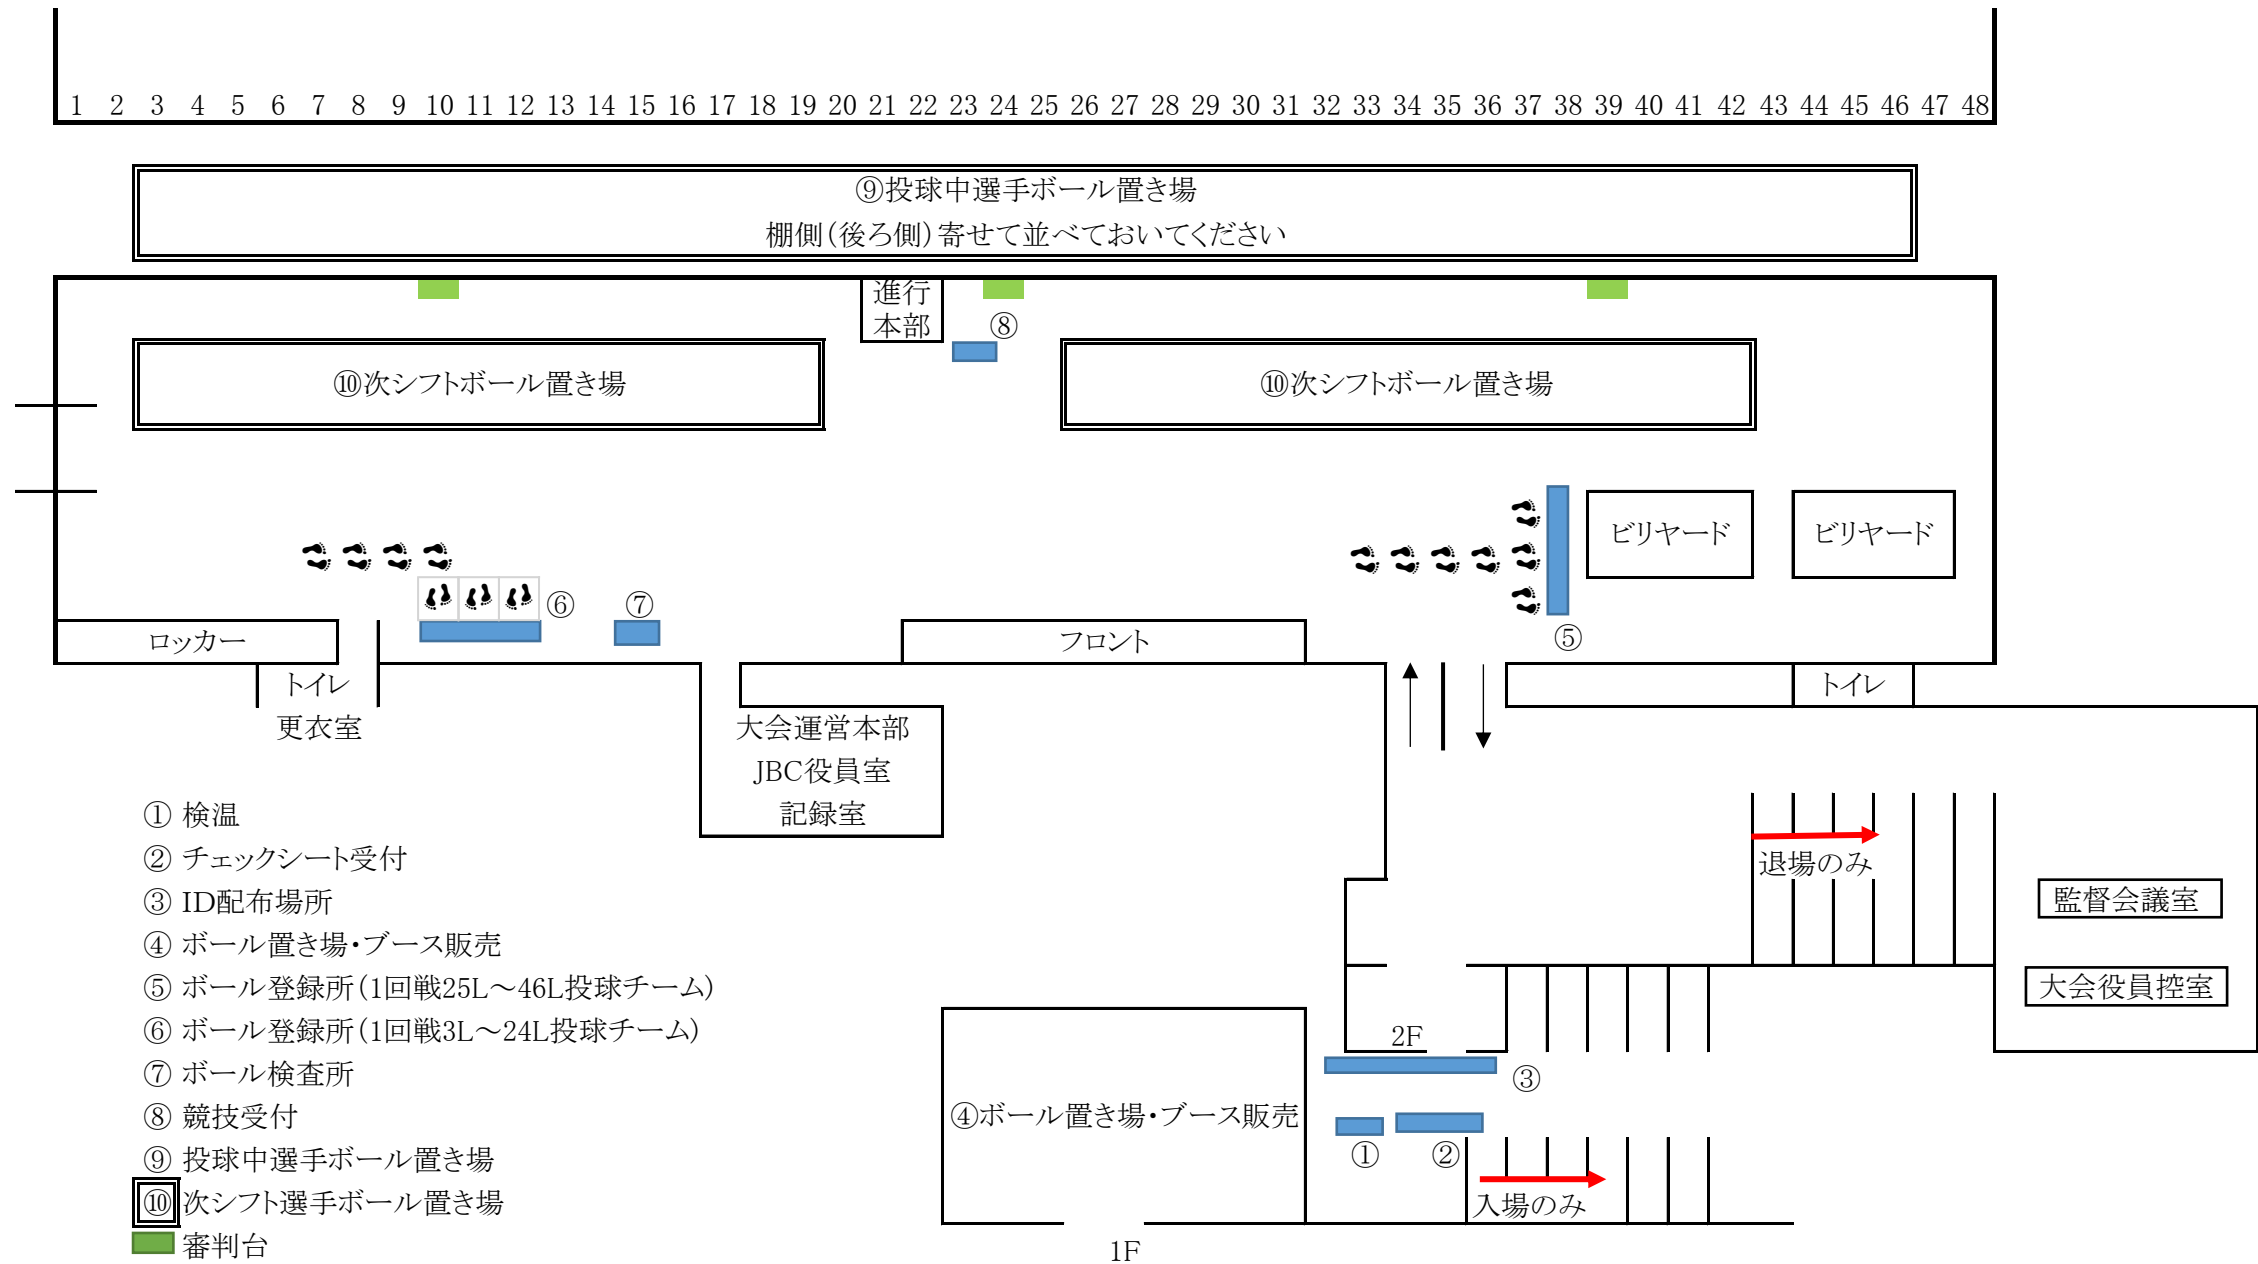 1 2 3 4 5 6 7 8 9 10 11 12 13 14 15 16 17 18 19 20 21 22 23 24 25 26 27 28 29 30 31 32 33 34 35 36 37 38 39 40 41 42 43 44 45 46 47 48
⑨投球中選手ボール置き場
棚側(後ろ側)寄せて並べておいてください
進行
本部
⑧
⑩次シフトボール置き場
⑩次シフトボール置き場
ビリヤード
ビリヤード
⑥
⑦
⑤
ロッカー
フロント
トイレ
更衣室
トイレ
大会運営本部
JBC役員室
記録室
退場のみ
監督会議室
大会役員控室
2F
③
④ボール置き場・ブース販売
①
②
入場のみ
1F
① 検温
② チェックシート受付
③ ID配布場所
④ ボール置き場・ブース販売
⑤ ボール登録所(1回戦25L～46L投球チーム)
⑥ ボール登録所(1回戦3L～24L投球チーム)
⑦ ボール検査所
⑧ 競技受付
⑨ 投球中選手ボール置き場
⑩ 次シフト選手ボール置き場
審判台